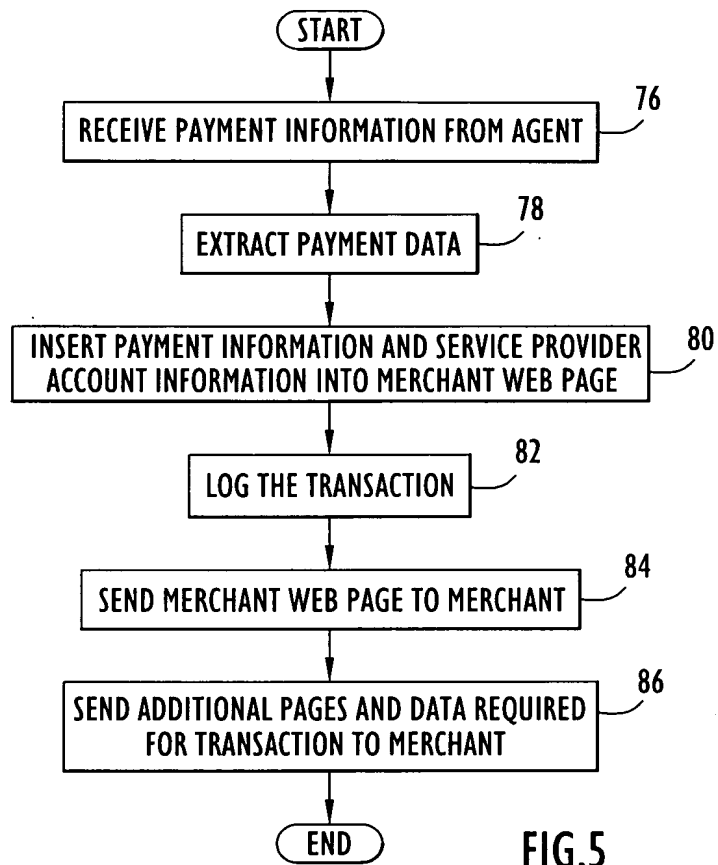 START
RECEIVE PAYMENT INFORMATION FROM AGENT
76
EXTRACT PAYMENT DATA
78
INSERT PAYMENT INFORMATION AND SERVICE PROVIDER
ACCOUNT INFORMATION INTO MERCHANT WEB PAGE
80
LOG THE TRANSACTION
82
SEND MERCHANT WEB PAGE TO MERCHANT
84
SEND ADDITIONAL PAGES AND DATA REQUIRED
FOR TRANSACTION TO MERCHANT
86
END
FIG.5